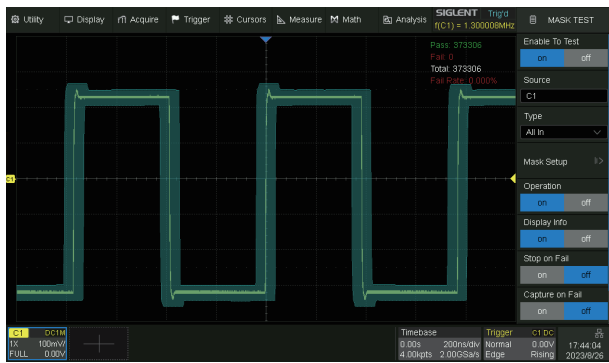 Utility Display Acquire Trigger Cursors Measure Math Analysis SIGLENT Trig'd MASK TEST
f(C1) = 1.300008MHz
Pass: 373306
Fail: 0
Total: 373306
Fail Rate: 0.000%
Enable To Test
on off
Source
C1
Type
All In
Mask Setup
Operation
on off
Display Info
on off
Stop on Fail
on off
Capture on Fail
on off
C1
C1 DC1M
1X 100mV/
FULL 0.00V
Timebase
0.00s 200ns/div
4.00kpts 2.00GSa/s
Trigger C1 DC
Normal 0.00V
Edge Rising
17:44:04
2023/8/26